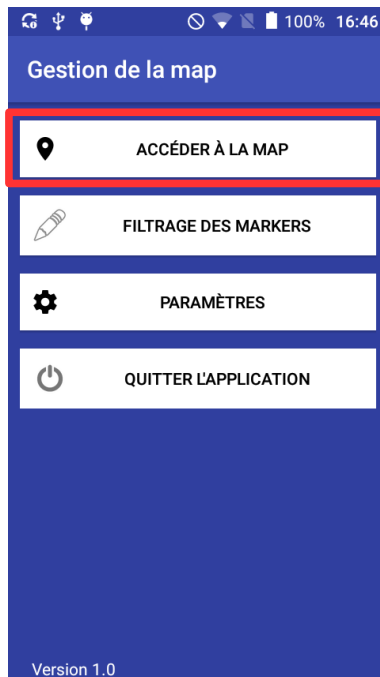 100% 16:46
Gestion de la map
ACCÉDER À LA MAP
FILTRAGE DES MARKERS
PARAMÈTRES
QUITTER L'APPLICATION
Version 1.0